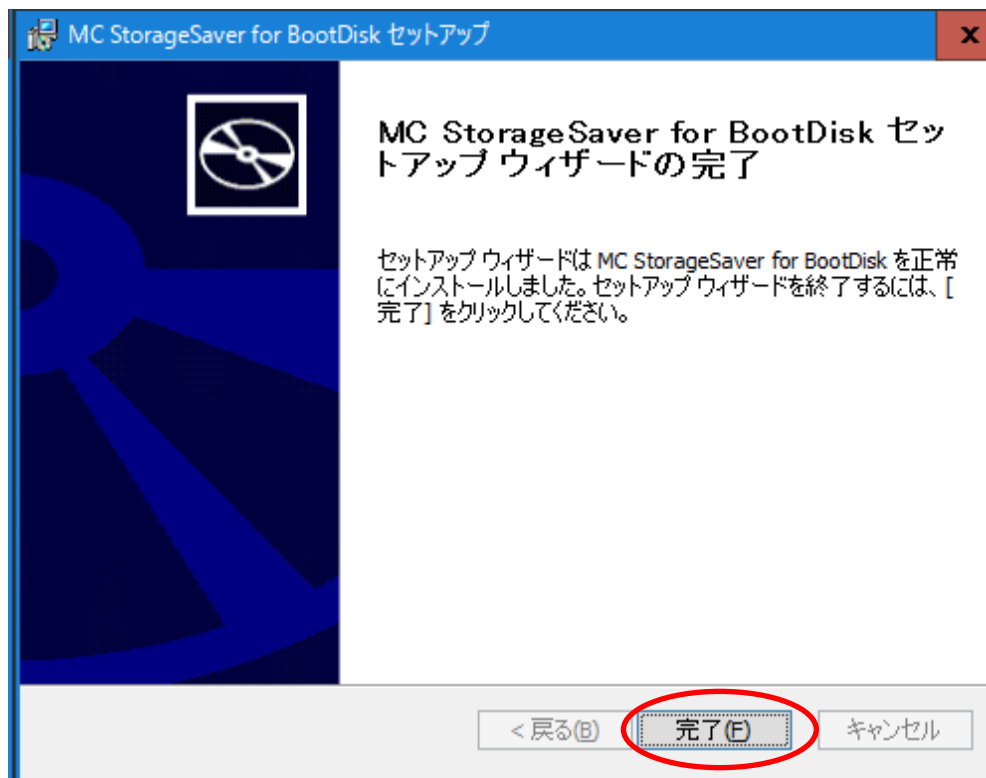 MC StorageSaver for BootDisk セットアップ
x
MC StorageSaver for BootDisk セッ
トアップ ウィザードの完了
セットアップ ウィザードは MC StorageSaver for BootDisk を正常
にインストールしました。セットアップ ウィザードを終了するには、[
完了] をクリックしてください。
< 戻る(B)
完了(F)
キャンセル